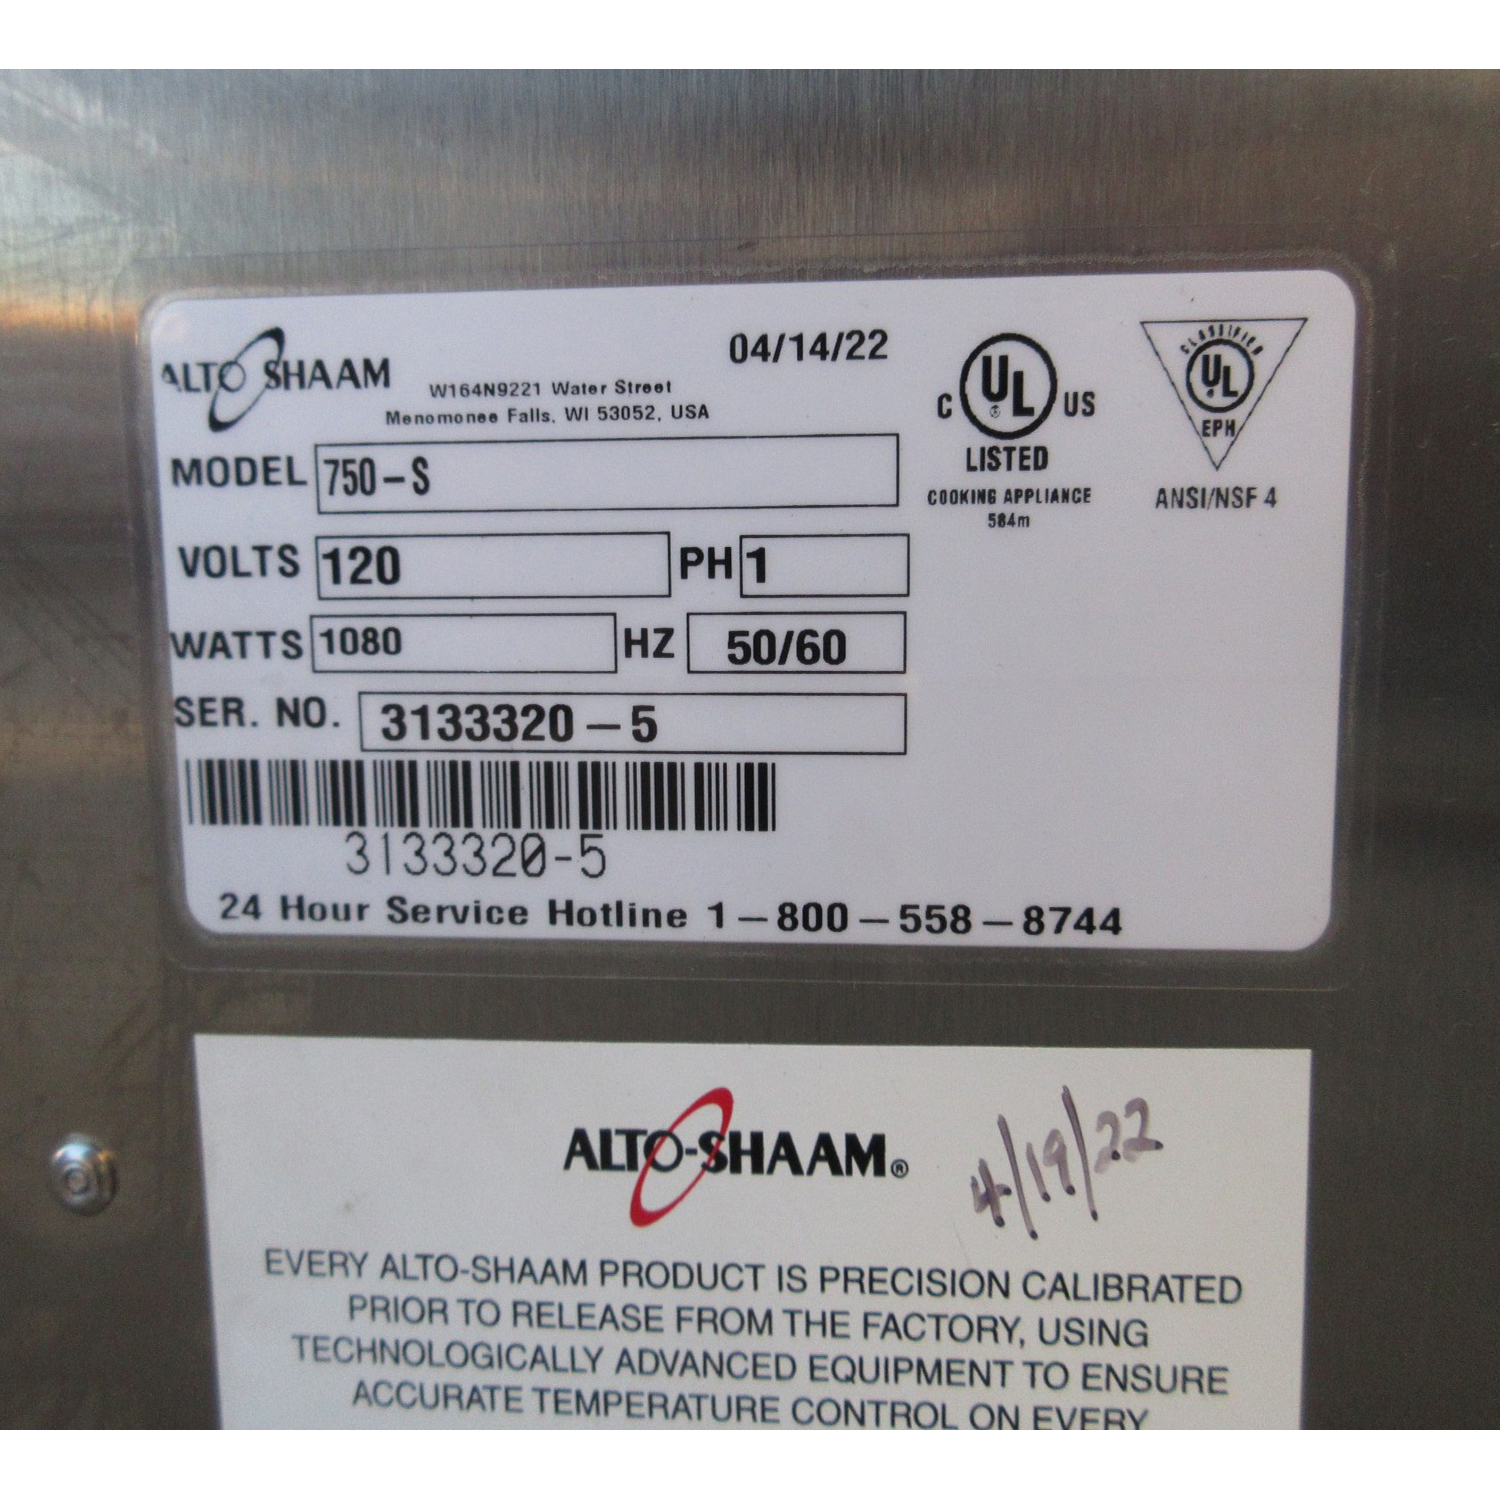 ALTO SHAAM
W164N9221 Water Street
Menomonee Falls, WI 53052, USA
04/14/22
C UL US
LISTED
COOKING APPLIANCE
584m
CLASSIFIED
UL
EPH
ANSI/NSF 4
MODEL 750-S
VOLTS 120 PH 1
WATTS 1080 HZ 50/60
SER. NO. 3133320-5
3133320-5
24 Hour Service Hotline 1-800-558-8744
ALTO-SHAAM®
4/19/22
EVERY ALTO-SHAAM PRODUCT IS PRECISION CALIBRATED
PRIOR TO RELEASE FROM THE FACTORY, USING
TECHNOLOGICALLY ADVANCED EQUIPMENT TO ENSURE
ACCURATE TEMPERATURE CONTROL ON EVERY